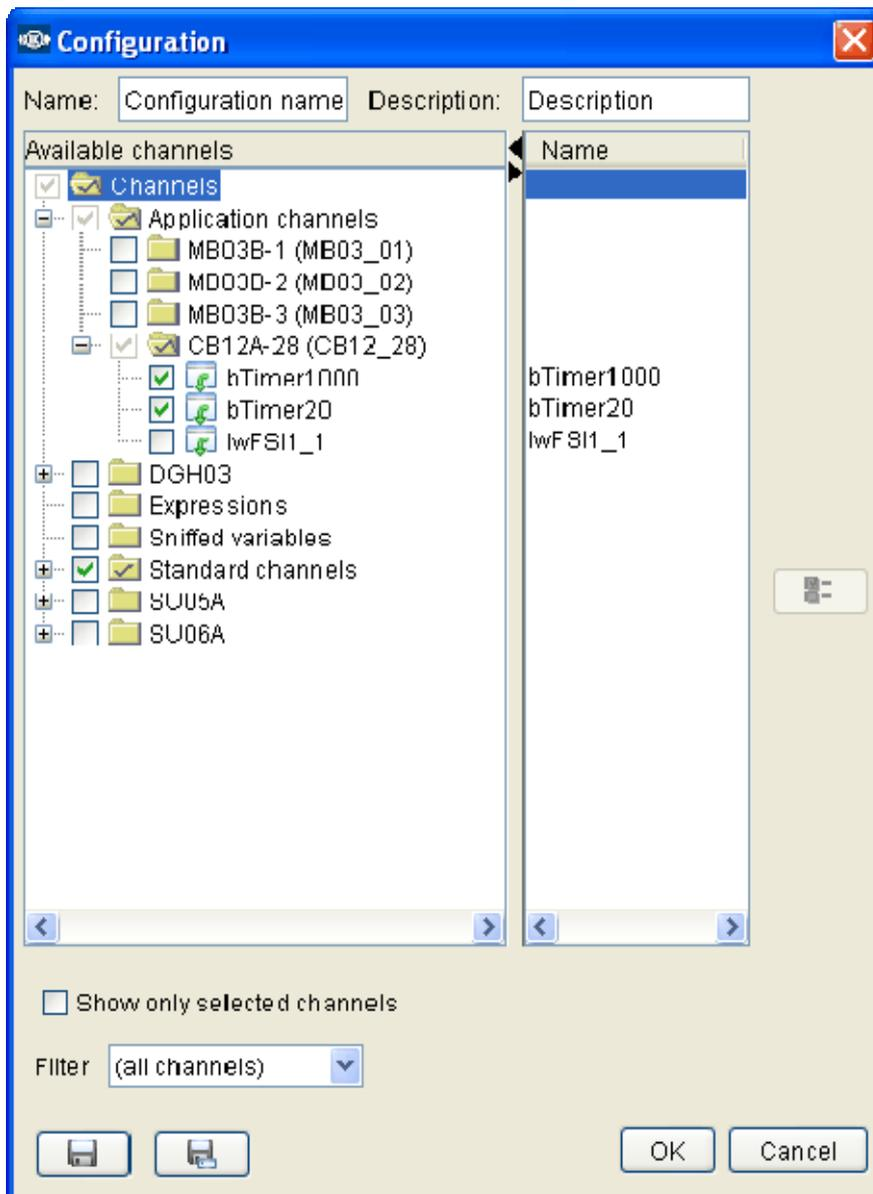 Configuration
Name: Configuration name Description: Description
Available channels Name
Channels
Application channels
MB03B-1 (MB03_01)
MB03B-2 (MB03_02)
MB03B-3 (MB03_03)
CB12A-28 (CB12_28)
bTimer1000 bTimer1000
bTimer20 bTimer20
lwFSI1_1 lwFSI1_1
DGH03
Expressions
Sniffed variables
Standard channels
SU05A
SU06A
Show only selected channels
Filter (all channels)
OK Cancel